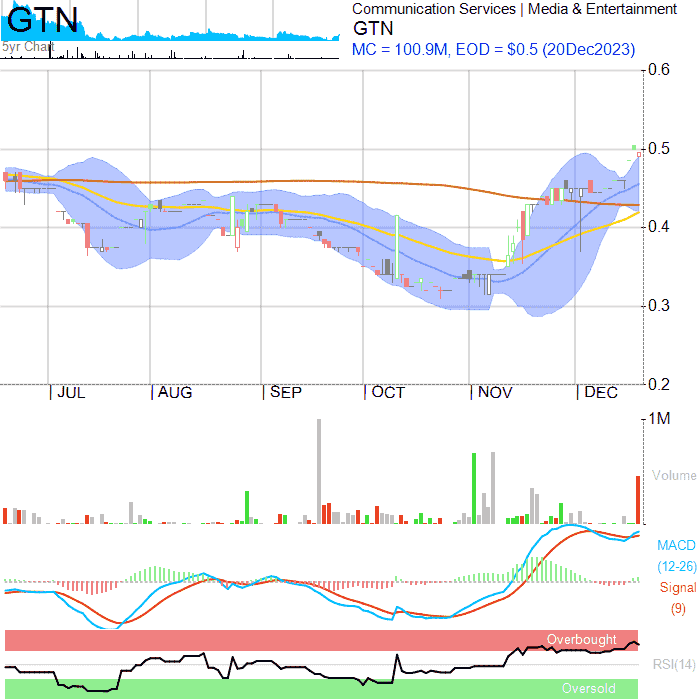 GTN
5yr Chart
Communication Services | Media & Entertainment
GTN
MC = 100.9M, EOD = $0.5 (20Dec2023)
0.6
0.5
0.4
0.3
0.2
JUL AUG SEP OCT NOV DEC
1M
Volume
MACD
(12-26)
Signal
(9)
Overbought
RSI(14)
Oversold